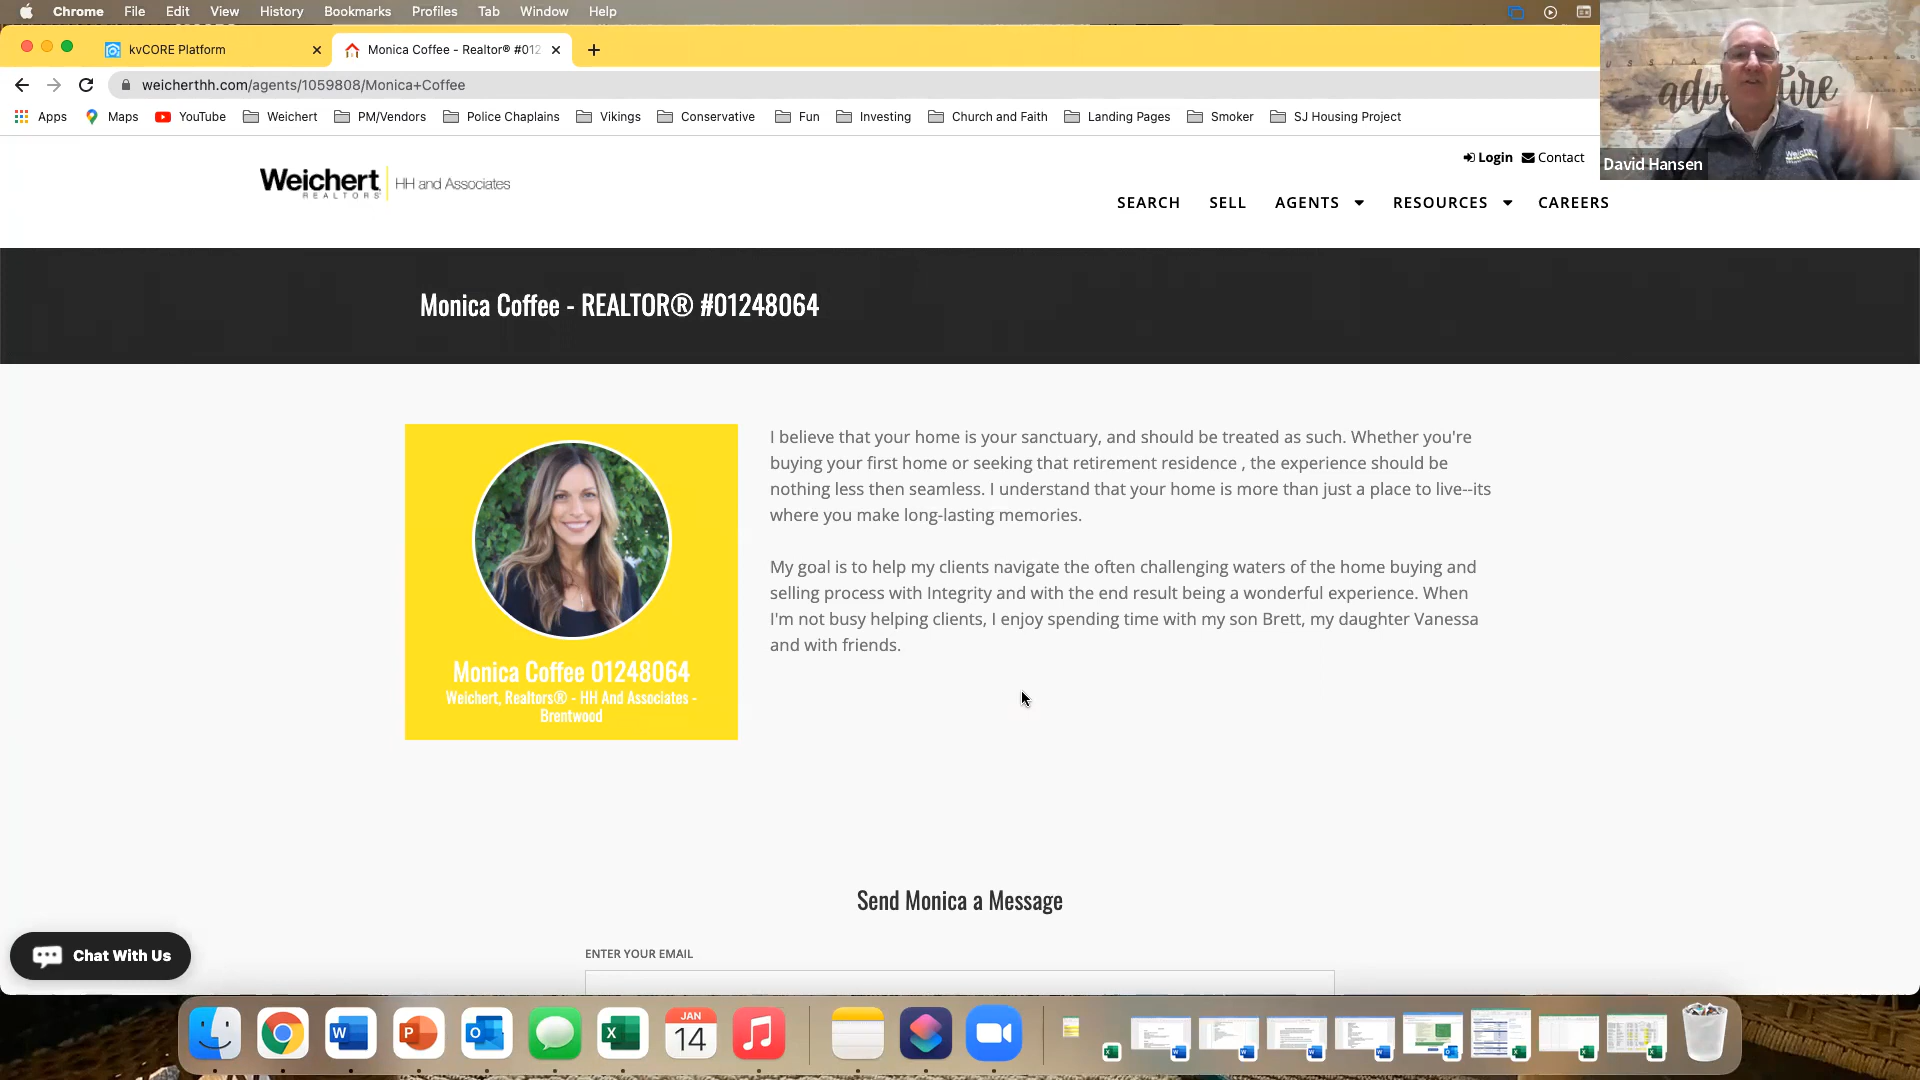 Chrome File Edit View History Bookmarks Profiles Tab Window Help
kvCORE Platform
Monica Coffee - Realtor® #012
weicherthh.com/agents/1059808/Monica+Coffee
Apps Maps YouTube Weichert PM/Vendors Police Chaplains Vikings Conservative Fun Investing Church and Faith Landing Pages Smoker SJ Housing Project
adventure
David Hansen
Login Contact
Weichert
REALTORS
HH and Associates
SEARCH SELL AGENTS RESOURCES CAREERS
Monica Coffee - REALTOR® #01248064
I believe that your home is your sanctuary, and should be treated as such. Whether you're
buying your first home or seeking that retirement residence , the experience should be
nothing less then seamless. I understand that your home is more than just a place to live--its
where you make long-lasting memories.
My goal is to help my clients navigate the often challenging waters of the home buying and
selling process with Integrity and with the end result being a wonderful experience. When
I'm not busy helping clients, I enjoy spending time with my son Brett, my daughter Vanessa
and with friends.
Monica Coffee 01248064
Weichert, Realtors® - HH And Associates -
Brentwood
Send Monica a Message
ENTER YOUR EMAIL
Chat With Us
JAN
14